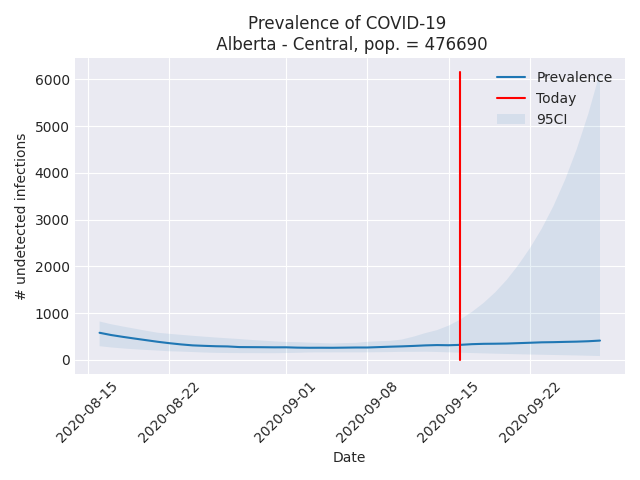 Prevalence of COVID-19
Alberta - Central, pop. = 476690
6000
5000
4000
3000
2000
1000
0
# undetected infections
Prevalence
Today
95CI
2020-08-15
2020-08-22
2020-09-01
2020-09-08
2020-09-15
2020-09-22
Date